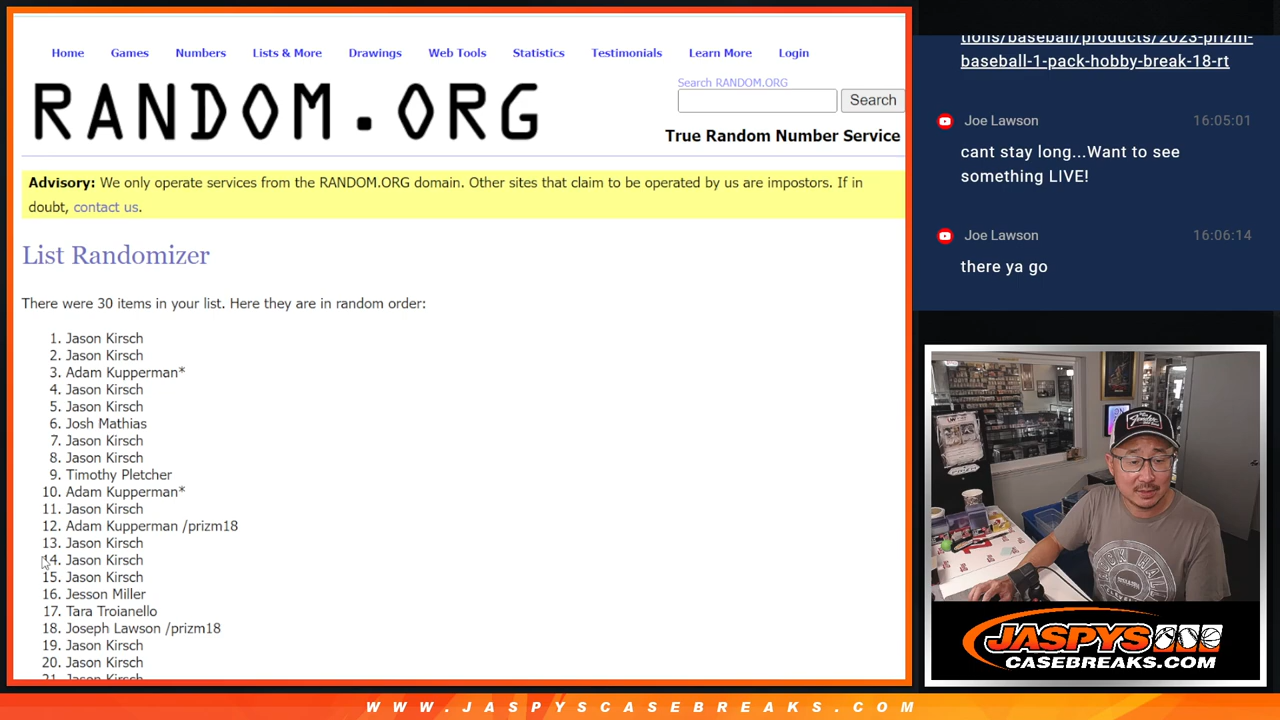 Home Games Numbers Lists & More Drawings Web Tools Statistics Testimonials Learn More Login
RANDOM.ORG
Search RANDOM.ORG
Search
True Random Number Service
Advisory: We only operate services from the RANDOM.ORG domain. Other sites that claim to be operated by us are impostors. If in
doubt, contact us.
List Randomizer
There were 30 items in your list. Here they are in random order:
1. Jason Kirsch
2. Jason Kirsch
3. Adam Kupperman*
4. Jason Kirsch
5. Jason Kirsch
6. Josh Mathias
7. Jason Kirsch
8. Jason Kirsch
9. Timothy Pletcher
10. Adam Kupperman*
11. Jason Kirsch
12. Adam Kupperman /prizm18
13. Jason Kirsch
14. Jason Kirsch
15. Jason Kirsch
16. Jesson Miller
17. Tara Troianello
18. Joseph Lawson /prizm18
19. Jason Kirsch
20. Jason Kirsch
21. Jason Kirsch
tions/baseball/products/2023-prizm-
baseball-1-pack-hobby-break-18-rt
Joe Lawson 16:05:01
cant stay long...Want to see
something LIVE!
Joe Lawson 16:06:14
there ya go
JASPYS
CASEBREAKS.COM
WWW.JASPYSCASEBREAKS.COM